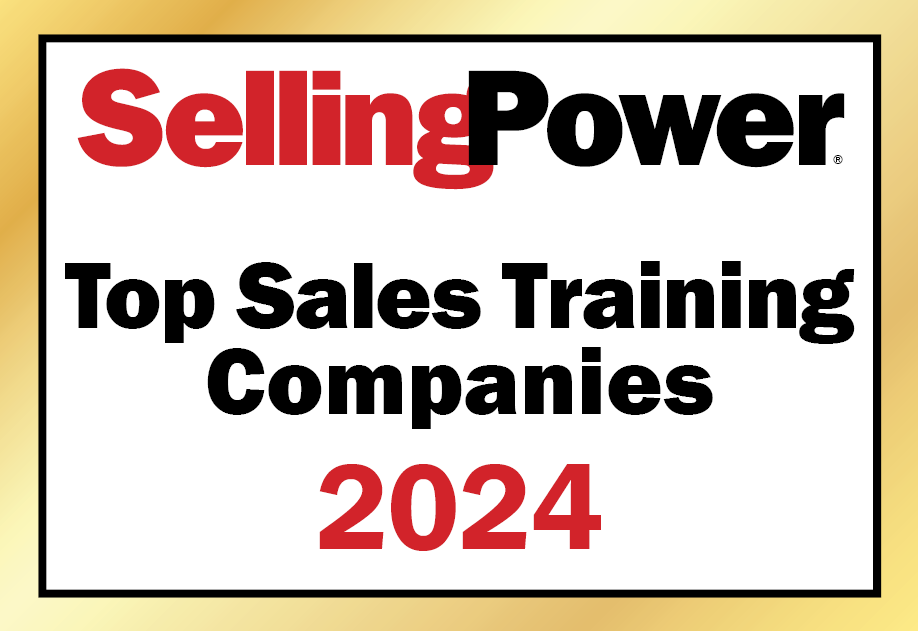 SellingPower®
Top Sales Training
Companies
2024